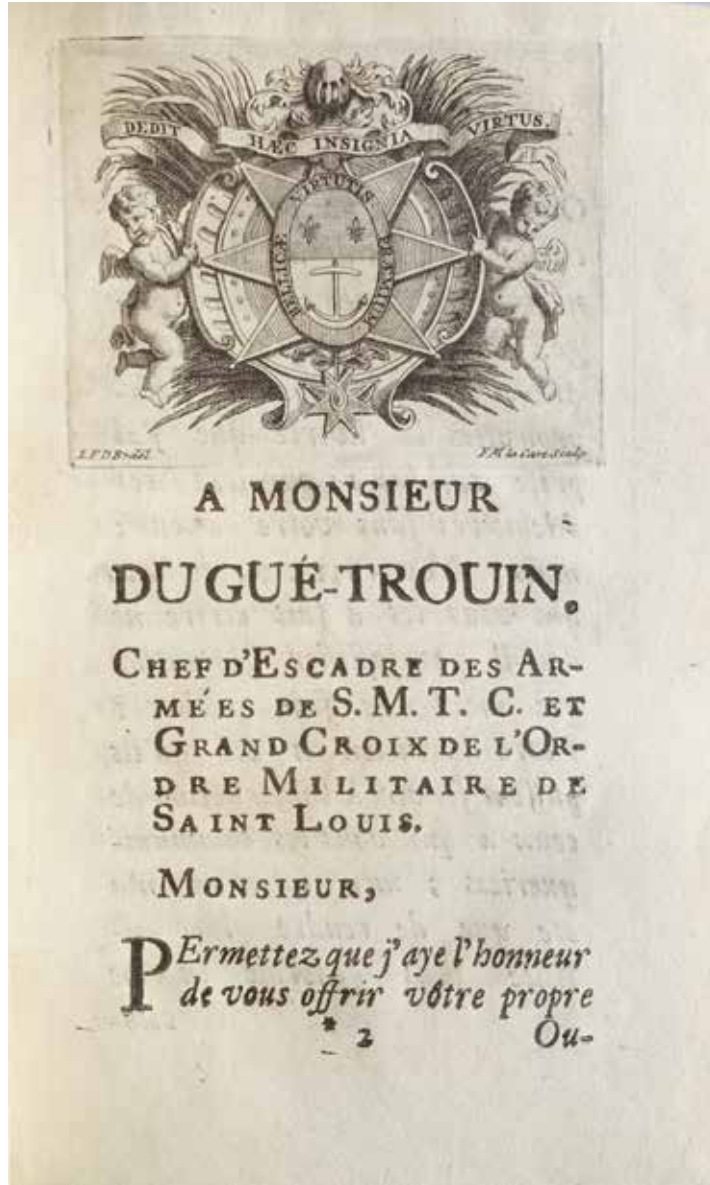 DEDIT HÆC INSIGNIA VIRTUS.
BELLICÆ VIRTUTIS PRÆMIUM
A MONSIEUR
DU GUÉ-TROUIN.
CHEF D'ESCADRE DES AR-
MÉES DE S. M. T. C. ET
GRAND CROIX DE L'OR-
DRE MILITAIRE DE
SAINT LOUIS.
MONSIEUR,
PErmettez que j'aye l'honneur
de vous offrir vôtre propre
* 2 Ou-